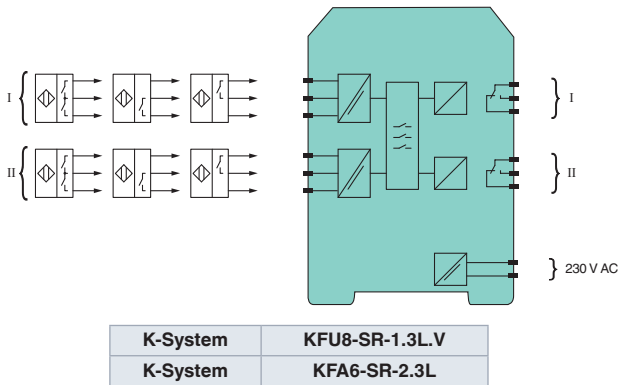 I
I
II
II
230 V AC
K-System KFU8-SR-1.3L.V
K-System KFA6-SR-2.3L